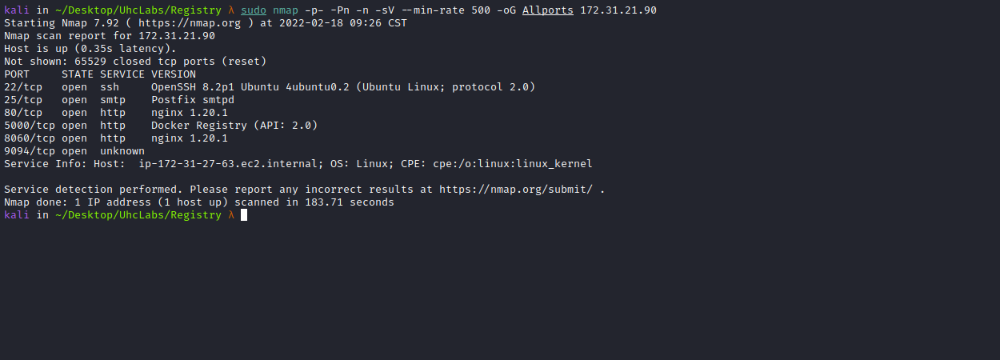 kali in ~/Desktop/UhcLabs/Registry λ sudo nmap -p- -Pn -n -sV --min-rate 500 -oG Allports 172.31.21.90
Starting Nmap 7.92 ( https://nmap.org ) at 2022-02-18 09:26 CST
Nmap scan report for 172.31.21.90
Host is up (0.35s latency).
Not shown: 65529 closed tcp ports (reset)
PORT     STATE SERVICE VERSION
22/tcp   open  ssh     OpenSSH 8.2p1 Ubuntu 4ubuntu0.2 (Ubuntu Linux; protocol 2.0)
25/tcp   open  smtp    Postfix smtpd
80/tcp   open  http    nginx 1.20.1
5000/tcp open  http    Docker Registry (API: 2.0)
8060/tcp open  http    nginx 1.20.1
9094/tcp open  unknown
Service Info: Host:  ip-172-31-27-63.ec2.internal; OS: Linux; CPE: cpe:/o:linux:linux_kernel

Service detection performed. Please report any incorrect results at https://nmap.org/submit/ .
Nmap done: 1 IP address (1 host up) scanned in 183.71 seconds
kali in ~/Desktop/UhcLabs/Registry λ